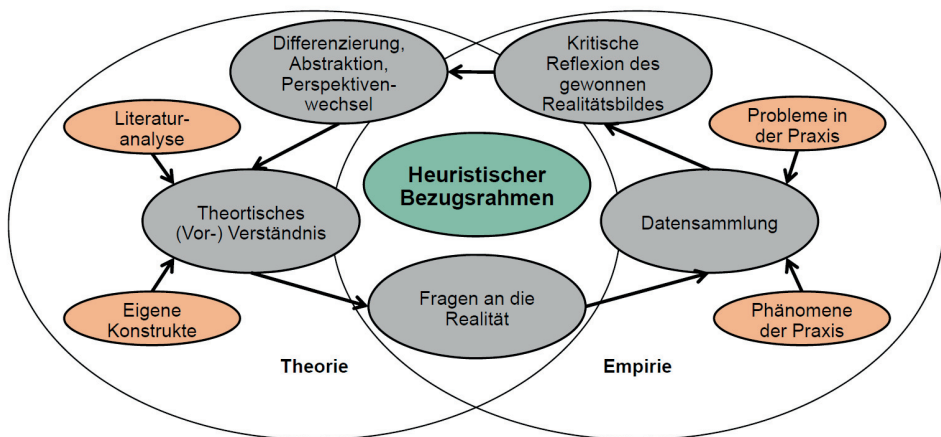 Differenzierung,
Abstraktion,
Perspektiven-
wechsel
Kritische
Reflexion des
gewonnen
Realitätsbildes
Literatur-
analyse
Probleme in
der Praxis
Heuristischer
Bezugsrahmen
Theortisches
(Vor-) Verständnis
Datensammlung
Eigene
Konstrukte
Fragen an die
Realität
Phänomene
der Praxis
Theorie
Empirie